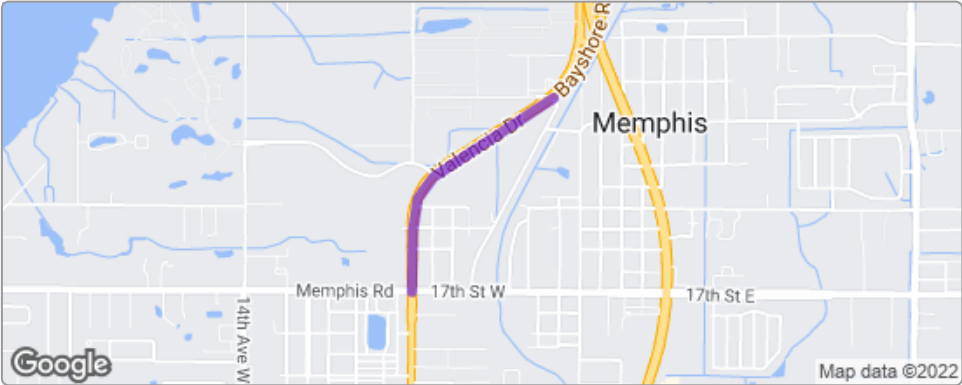 Bayshore R
Valencia Dr
Memphis
Memphis Rd
17th St W
17th St E
14th Ave W
Google
Map data ©2022